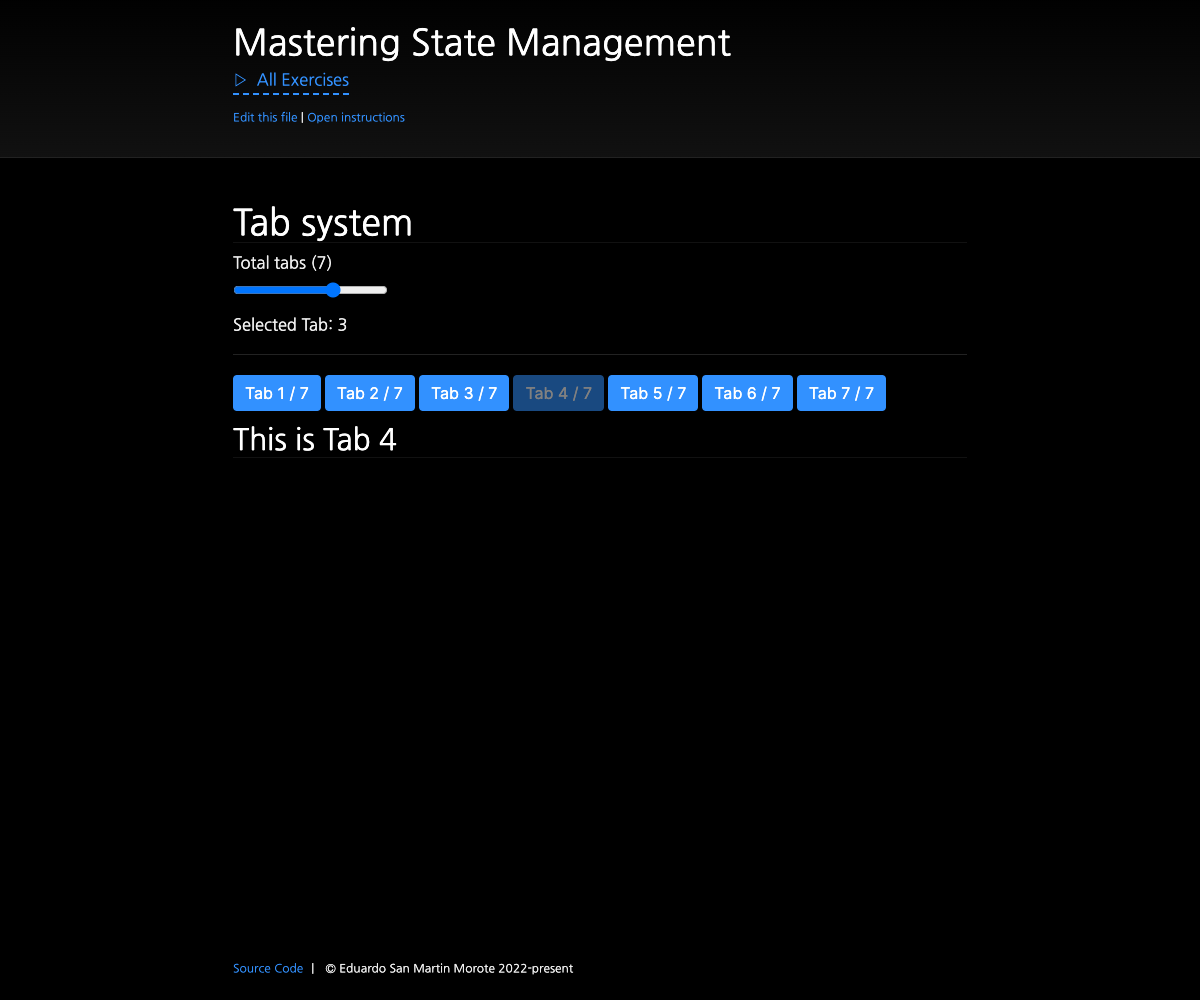 Mastering State Management
▷ All Exercises
Edit this file | Open instructions
Tab system
Total tabs (7)
Selected Tab: 3
Tab 1 / 7 Tab 2 / 7 Tab 3 / 7 Tab 4 / 7 Tab 5 / 7 Tab 6 / 7 Tab 7 / 7
This is Tab 4
Source Code | © Eduardo San Martin Morote 2022-present